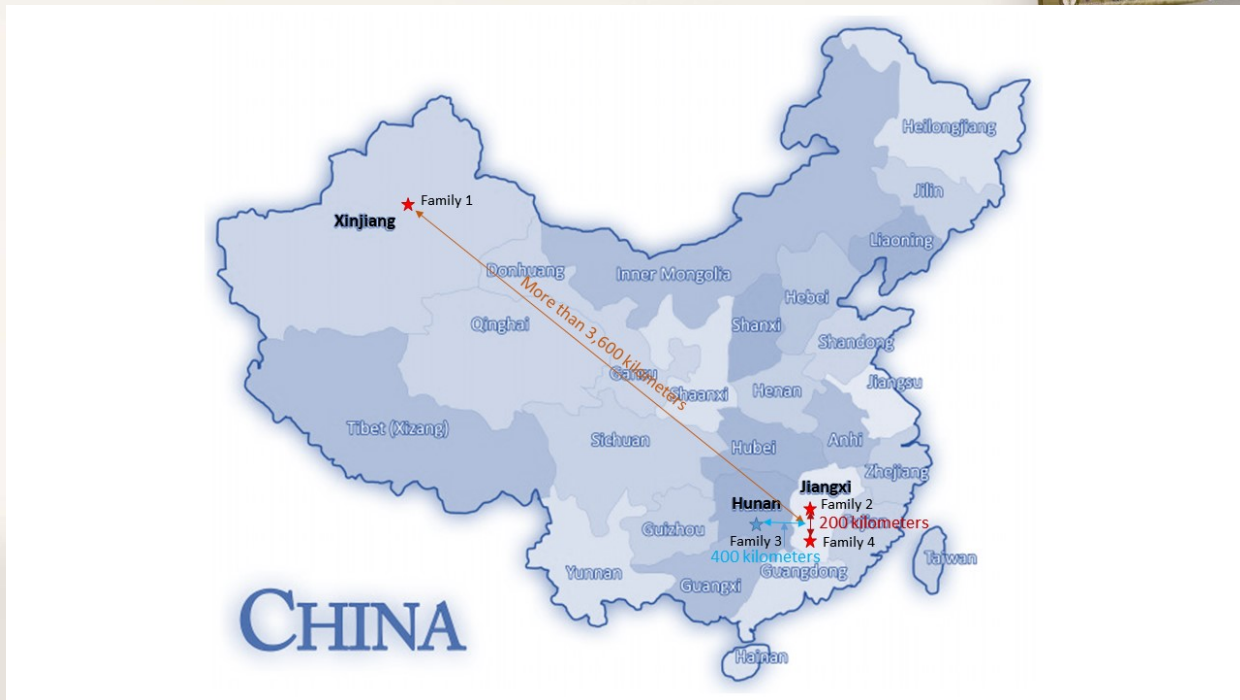 Heilongjiang
Jilin
Family 1
Xinjiang
Liaoning
Donhuang
Inner Mongolia
Hebei
More than 3,600 kilometers
Qinghai
Shanxi
Shandong
Gansu
Shaanxi
Henan
Jiangsu
Tibet (Xizang)
Sichuan
Hubei
Anhi
Zhejiang
Jiangxi
Hunan
Family 2
Guizhou
200 kilometers
Family 3
Family 4
400 kilometers
Taiwan
Yunnan
Guangxi
Guangdong
CHINA
Hainan